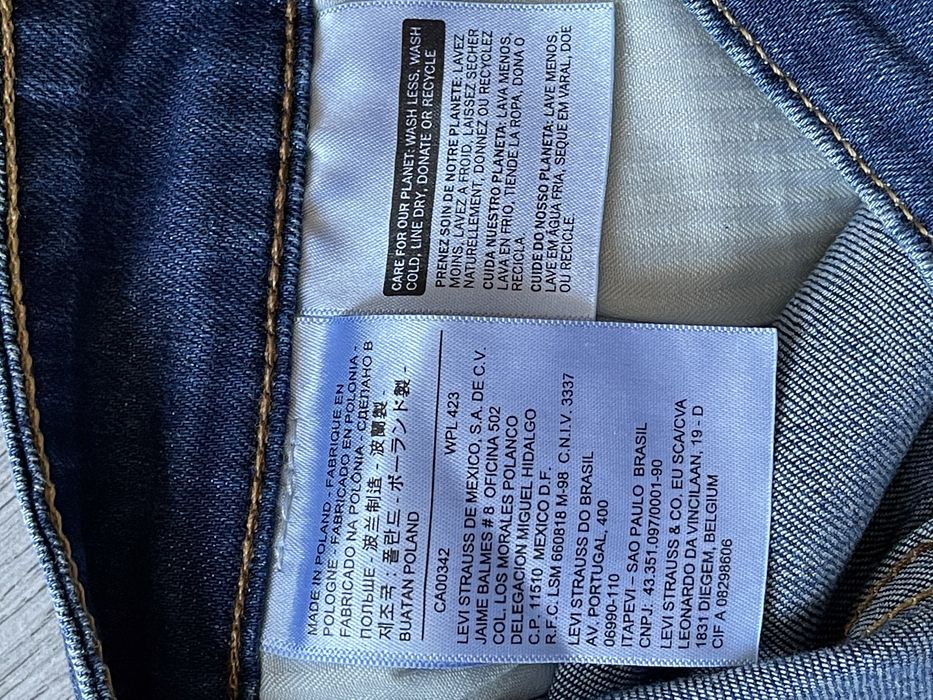 CARE FOR OUR PLANET: WASH LESS, WASH
COLD, LINE DRY, DONATE OR RECYCLE
PRENEZ SOIN DE NOTRE PLANETE: LAVEZ
MOINS, LAVEZ A FROID, LAISSEZ SECHER
NATURELLEMENT, DONNEZ OU RECYCLEZ
CUIDA NUESTRO PLANETA: LAVA MENOS,
LAVA EN FRIO, TIENDE LA ROPA, DONA O
RECICLA
CUIDE DO NOSSO PLANETA: LAVE MENOS,
LAVE EM AGUA FRIA, SEQUE EM VARAL, DOE
OU RECICLE
MADE IN POLAND - FABRIQUE EN
POLOGNE - FABRICADO EN POLONIA -
FABRICADO NA POLONIA - СДЕЛАНО В
ПОЛЬШЕ - 波兰制造 - 波蘭製 -
제조국 : 폴란드 - ポーランド製 -
BUATAN POLAND
CA00342 WPL 423
LEVI STRAUSS DE MEXICO, S.A. DE C.V.
JAIME BALMES # 8 OFICINA 502
COL LOS MORALES POLANCO
DELEGACION MIGUEL HIDALGO
C.P. 11510 MEXICO D.F.
R.F.C. LSM 660818 M-98 C.N.I.V. 3337
LEVI STRAUSS DO BRASIL
AV. PORTUGAL, 400
06990-110
ITAPEVI – SAO PAULO BRASIL
CNPJ: 43.351.097/0001-90
LEVI STRAUSS & CO. EU SCA/CVA
LEONARDO DA VINCILAAN, 19 - D
1831 DIEGEM, BELGIUM
CIF A 08298606